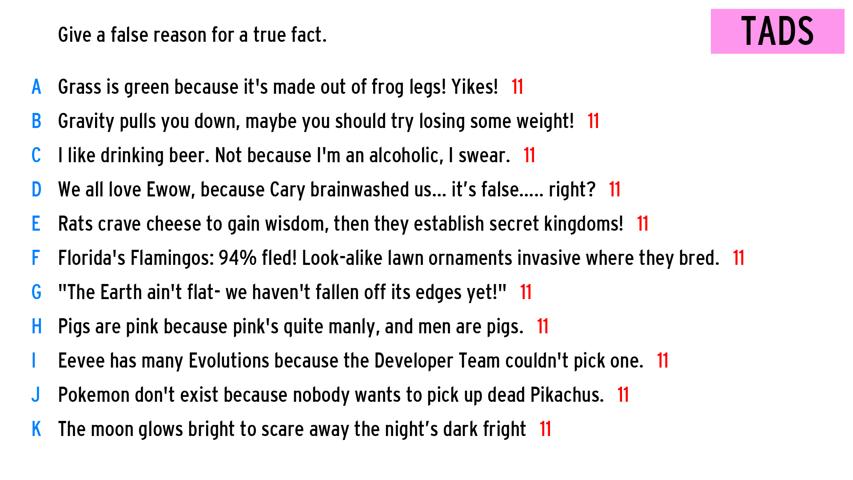 Give a false reason for a true fact.
TADS
A Grass is green because it's made out of frog legs! Yikes! 11
B Gravity pulls you down, maybe you should try losing some weight! 11
C I like drinking beer. Not because I'm an alcoholic, I swear. 11
D We all love Ewow, because Cary brainwashed us... it’s false..... right? 11
E Rats crave cheese to gain wisdom, then they establish secret kingdoms! 11
F Florida's Flamingos: 94% fled! Look-alike lawn ornaments invasive where they bred. 11
G "The Earth ain't flat- we haven't fallen off its edges yet!" 11
H Pigs are pink because pink's quite manly, and men are pigs. 11
I Eevee has many Evolutions because the Developer Team couldn't pick one. 11
J Pokemon don't exist because nobody wants to pick up dead Pikachus. 11
K The moon glows bright to scare away the night’s dark fright 11